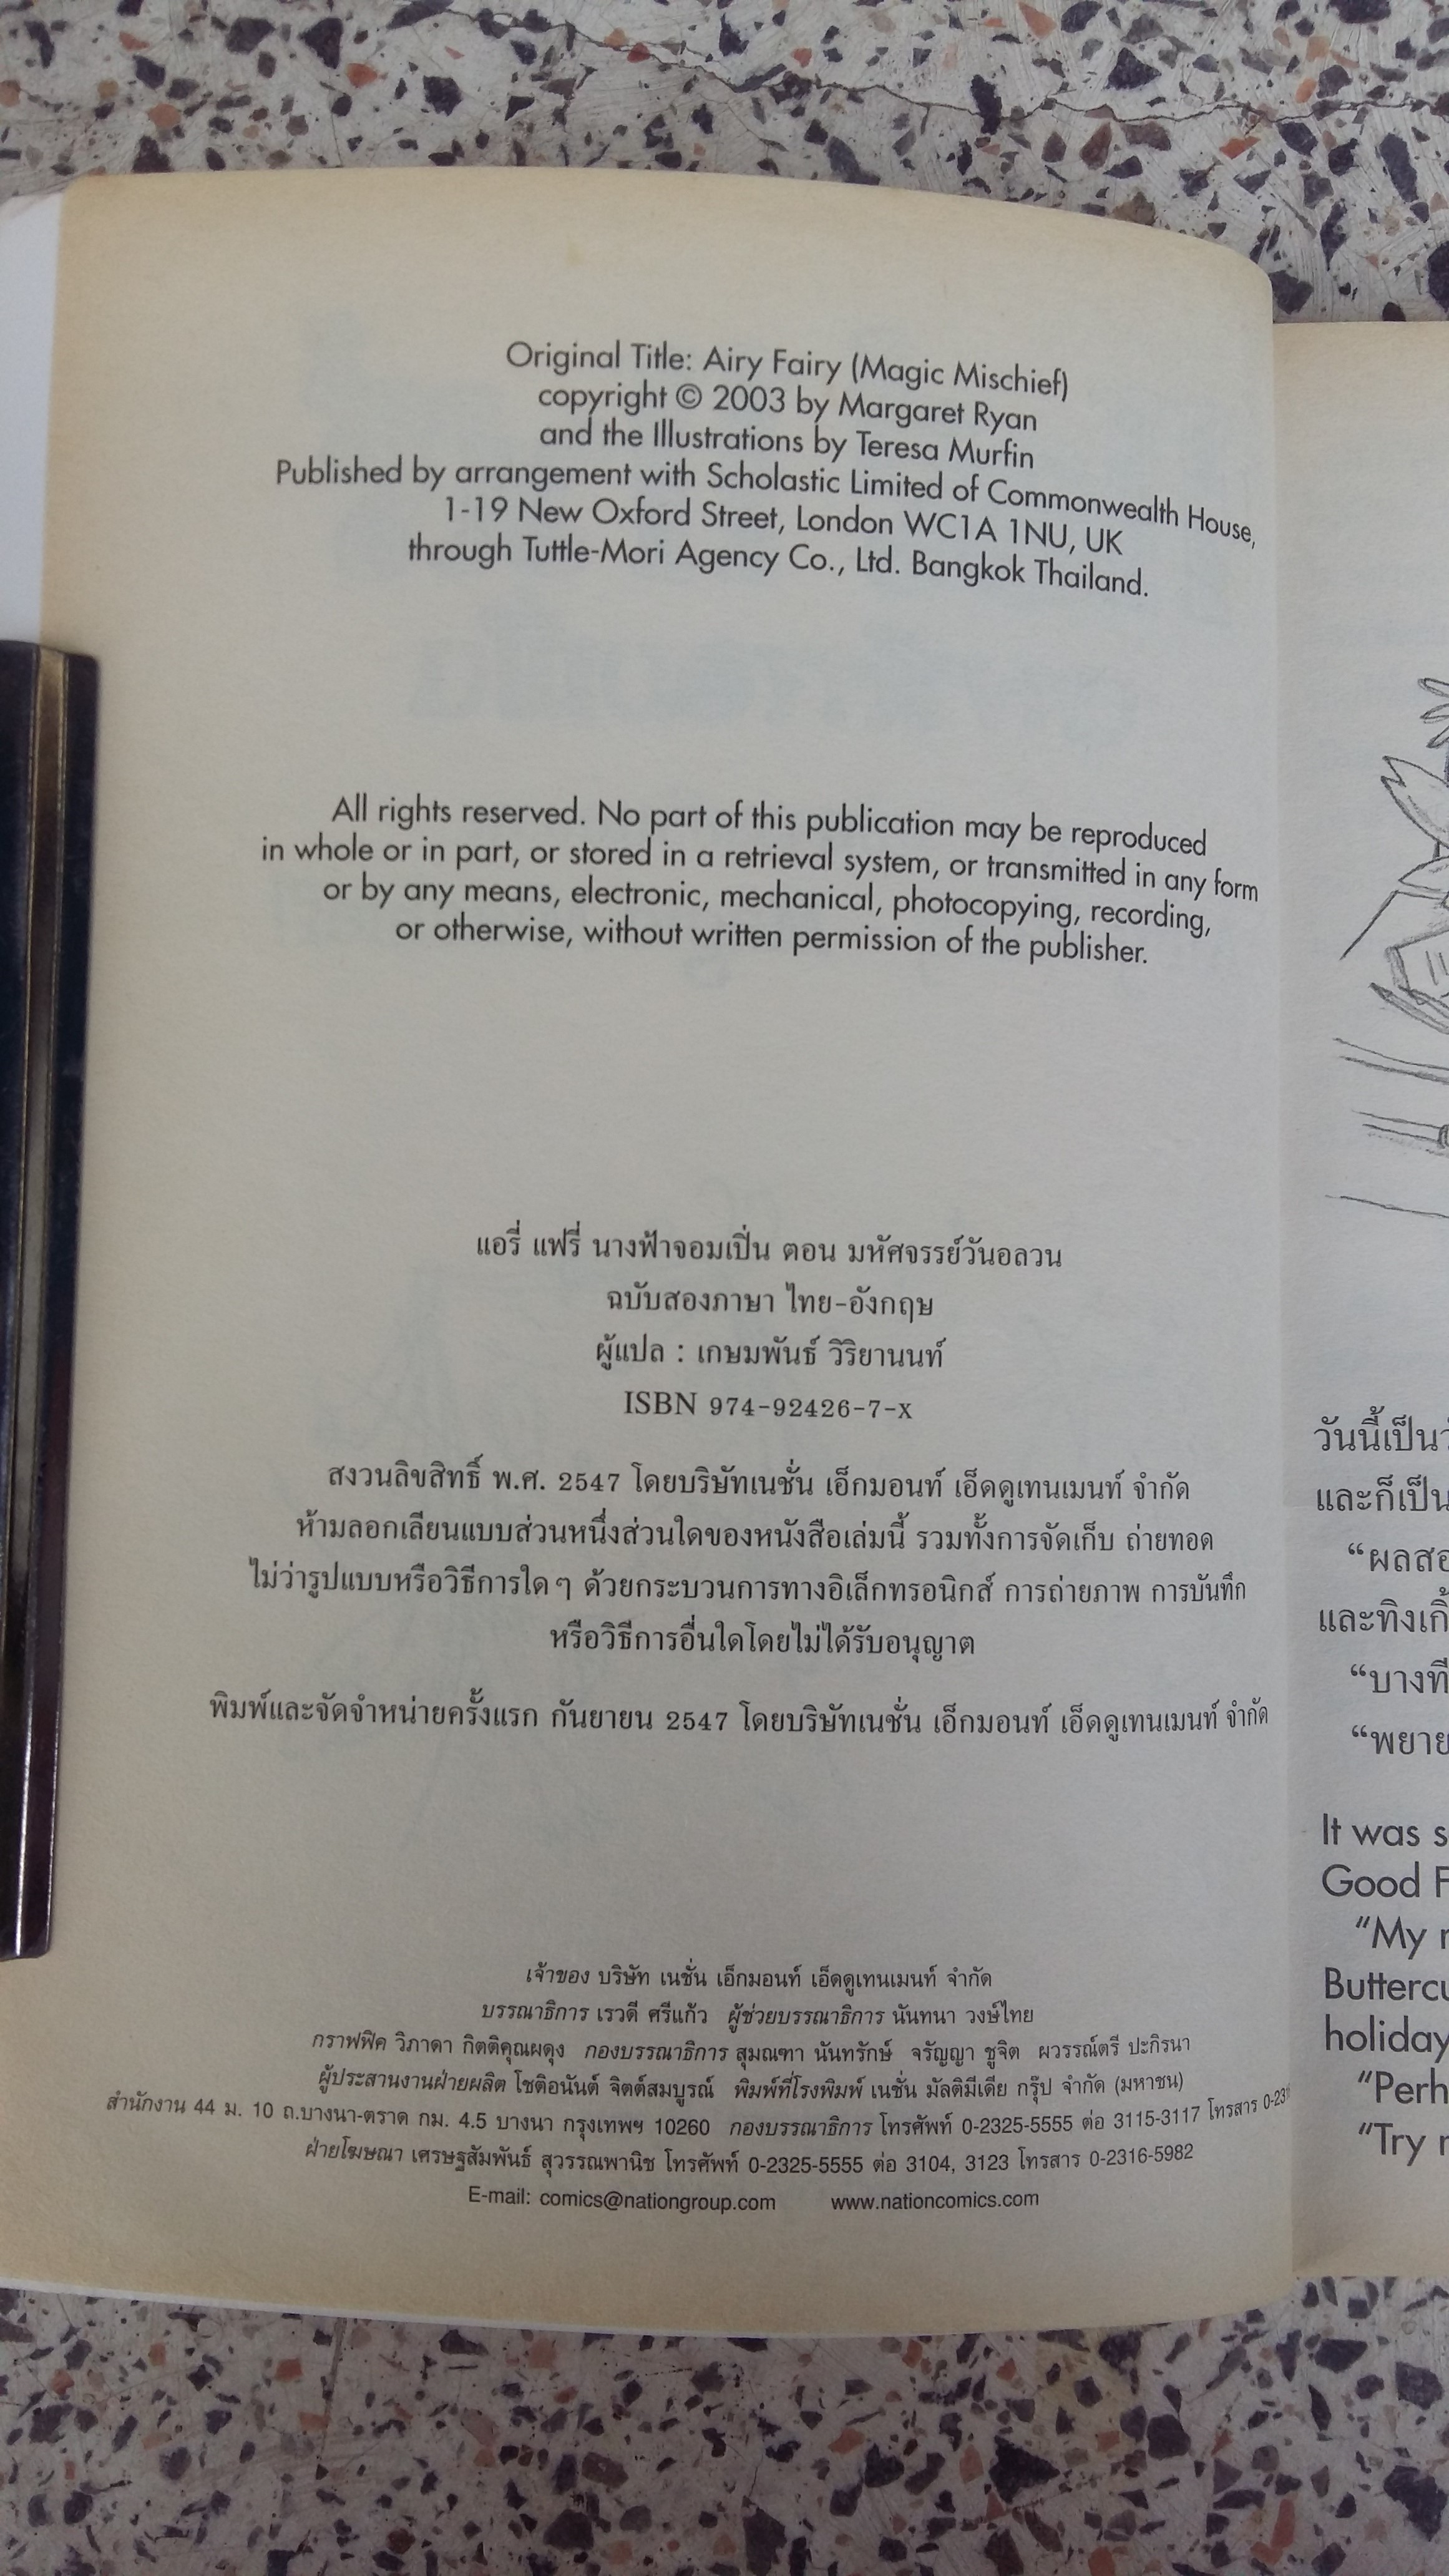 Original Title: Airy Fairy (Magic Mischief)
copyright © 2003 by Margaret Ryan
and the Illustrations by Teresa Murfin
Published by arrangement with Scholastic Limited of Commonwealth House,
1-19 New Oxford Street, London WC1A 1NU, UK
through Tuttle-Mori Agency Co., Ltd. Bangkok Thailand.
All rights reserved. No part of this publication may be reproduced
in whole or in part, or stored in a retrieval system, or transmitted in any form
or by any means, electronic, mechanical, photocopying, recording,
or otherwise, without written permission of the publisher.
แอรี่ แฟรี่ นางฟ้าจอมเปิ่น ตอน มหัศจรรย์วันอลวน
ฉบับสองภาษา ไทย-อังกฤษ
ผู้แปล : เกษมพันธ์ วิริยานนท์
ISBN 974-92426-7-x
สงวนลิขสิทธิ์ พ.ศ. 2547 โดยบริษัทเนชั่น เอ็กมอนท์ เอ็ดดูเทนเมนท์ จำกัด
ห้ามลอกเลียนแบบส่วนหนึ่งส่วนใดของหนังสือเล่มนี้ รวมทั้งการจัดเก็บ ถ่ายทอด
ไม่ว่ารูปแบบหรือวิธีการใด ๆ ด้วยกระบวนการทางอิเล็กทรอนิกส์ การถ่ายภาพ การบันทึก
หรือวิธีการอื่นใดโดยไม่ได้รับอนุญาต
พิมพ์และจัดจำหน่ายครั้งแรก กันยายน 2547 โดยบริษัทเนชั่น เอ็กมอนท์ เอ็ดดูเทนเมนท์ จำกัด
เจ้าของ บริษัท เนชั่น เอ็กมอนท์ เอ็ดดูเทนเมนท์ จำกัด
บรรณาธิการ เรวดี ศรีแก้ว ผู้ช่วยบรรณาธิการ นันทนา วงษ์ไทย
กราฟฟิค วิภาดา กิตติคุณผดุง กองบรรณาธิการ สุมณฑา นันทรักษ์ จรัญญา ชูจิต ผวรรณ์ตรี ปะกิรนา
ผู้ประสานงานฝ่ายผลิต โชติอนันต์ จิตต์สมบูรณ์ พิมพ์ที่โรงพิมพ์ เนชั่น มัลติมีเดีย กรุ๊ป จำกัด (มหาชน)
สำนักงาน 44 ม. 10 ถ.บางนา-ตราด กม. 4.5 บางนา กรุงเทพฯ 10260 กองบรรณาธิการ โทรศัพท์ 0-2325-5555 ต่อ 3115-3117 โทรสาร
ฝ่ายโฆษณา เศรษฐสัมพันธ์ สุวรรณพานิช โทรศัพท์ 0-2325-5555 ต่อ 3104, 3123 โทรสาร 0-2316-5982
E-mail: comics@nationgroup.com www.nationcomics.com
วันนี้เป็น
และก็เป็น
“ผลสอ
และทิงเกิ้
“บางที
“พยาย
It was s
Good F
“My r
Buttercu
holiday
“Perh
“Try r